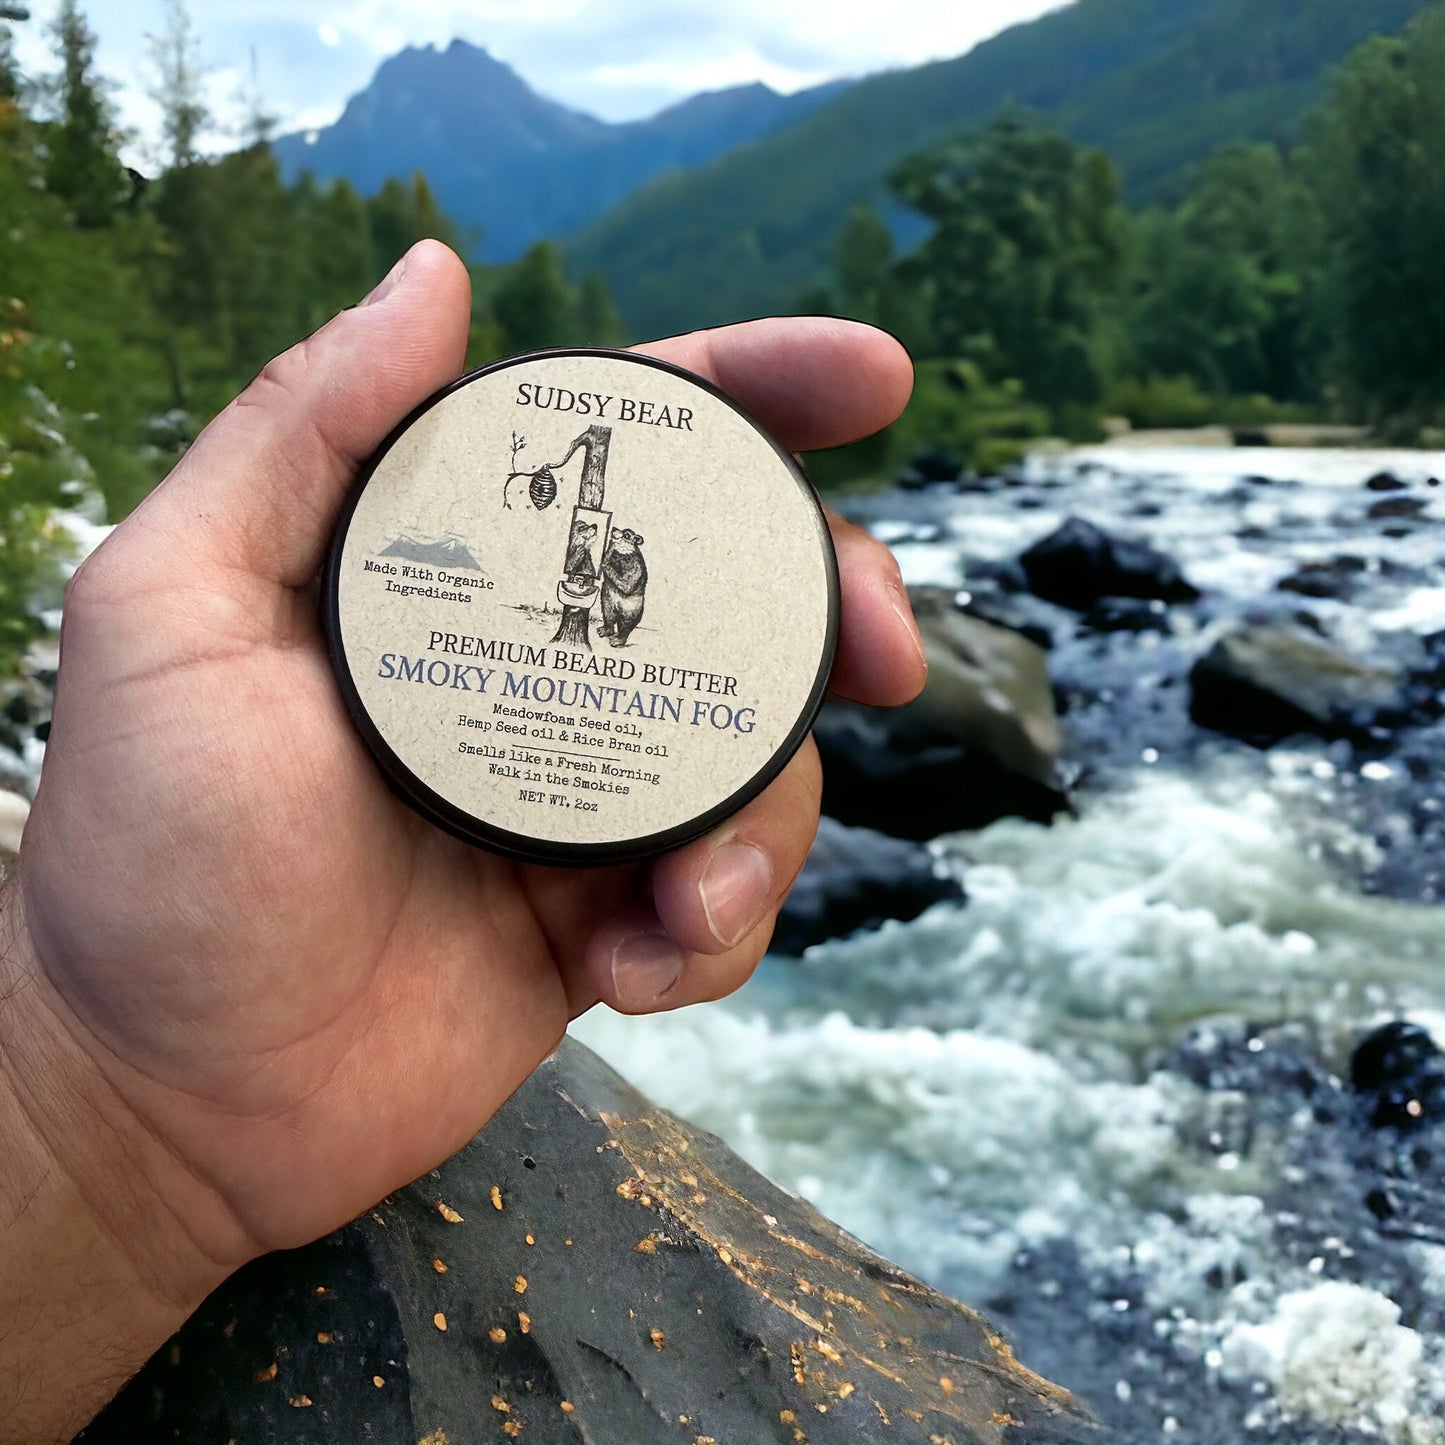 SUDSY BEAR
Made With Organic
Ingredients
PREMIUM BEARD BUTTER
SMOKY MOUNTAIN FOG
Meadowfoam Seed oil,
Hemp Seed oil & Rice Bran oil
Smells like a Fresh Morning
Walk in the Smokies
NET WT. 2oz